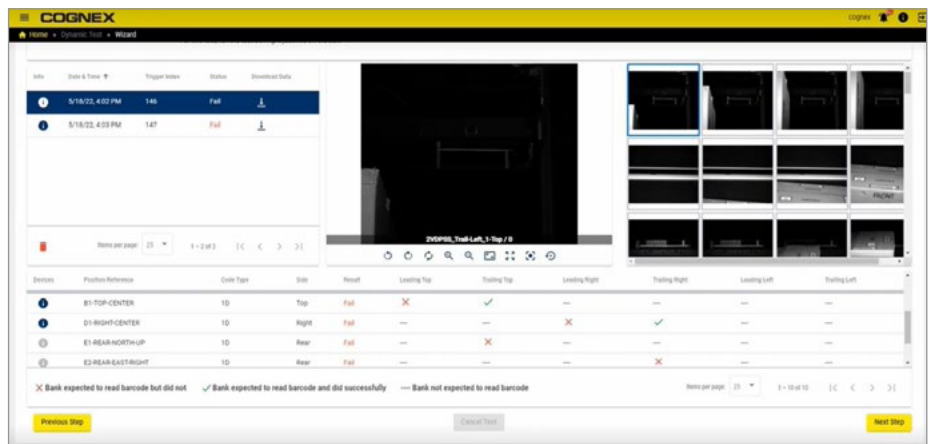 COGNEX
cognex
Home • Dynamic Test • Wizard
Info Date & Time Trigger Index Status Download Data
5/18/22, 4:02 PM 146 Fail
5/18/22, 4:03 PM 147 Fail
Items per page: 25 1 – 2 of 2
2VDPSS_Trail-Left_1-Top / 0
FRONT
Devices Position Reference Code Type Side Result Leading Top Trailing Top Leading Right Trailing Right Leading Left Trailing Left
B1-TOP-CENTER 1D Top Fail
D1-RIGHT-CENTER 1D Right Fail
E1-REAR-NORTH-UP 1D Rear Fail
E2-REAR-EAST-RIGHT 1D Rear Fail
Bank expected to read barcode but did not Bank expected to read barcode and did successfully --- Bank not expected to read barcode
Items per page: 25 1 – 10 of 10
Previous Step Cancel Test Next Step